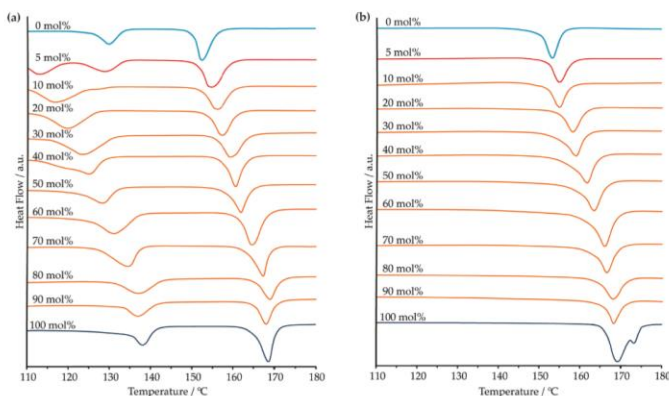 (a)
0 mol%
5 mol%
10 mol%
20 mol%
30 mol%
40 mol%
50 mol%
60 mol%
70 mol%
80 mol%
90 mol%
100 mol%
Heat Flow / a.u.
110 120 130 140 150 160 170 180
Temperature / °C
(b)
0 mol%
5 mol%
10 mol%
20 mol%
30 mol%
40 mol%
50 mol%
60 mol%
70 mol%
80 mol%
90 mol%
100 mol%
Heat Flow / a.u.
110 120 130 140 150 160 170 180
Temperature / °C